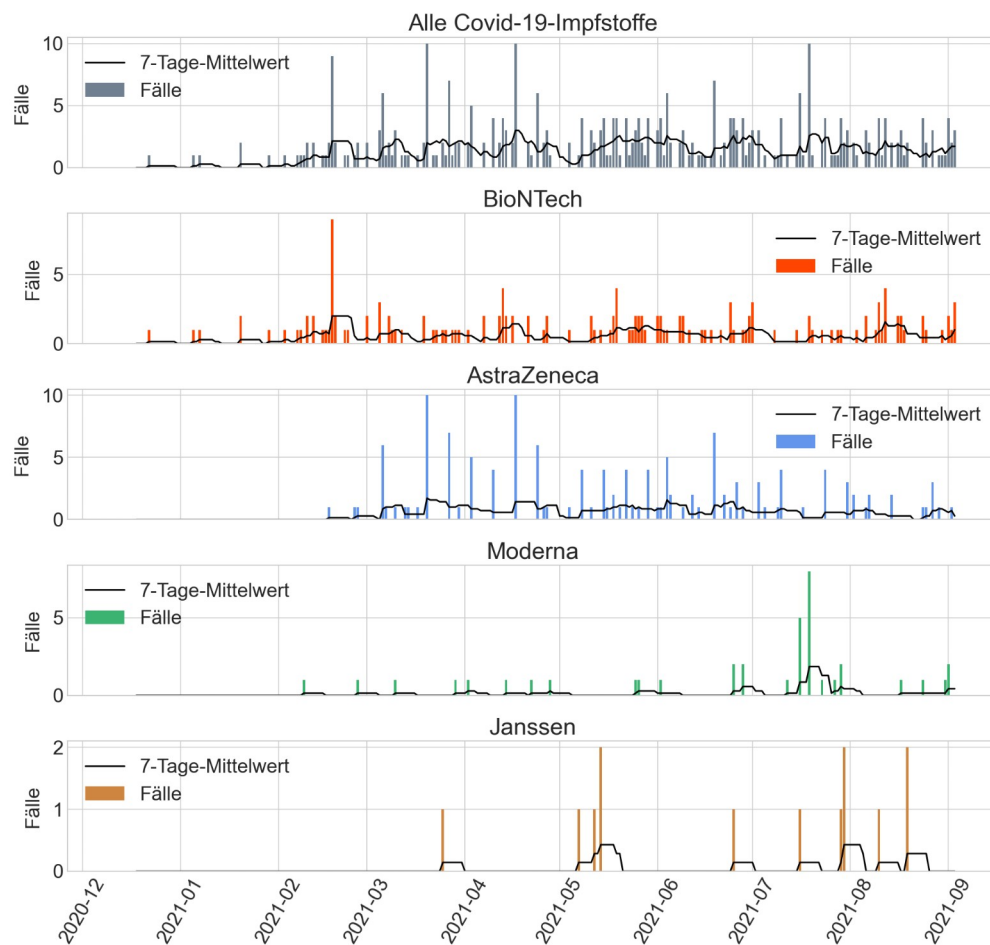 Alle Covid-19-Impfstoffe
10
7-Tage-Mittelwert
Fälle
Fälle
5
0
BioNTech
7-Tage-Mittelwert
Fälle
Fälle
5
0
AstraZeneca
10
7-Tage-Mittelwert
Fälle
Fälle
5
0
Moderna
7-Tage-Mittelwert
Fälle
Fälle
5
0
Janssen
2
7-Tage-Mittelwert
Fälle
Fälle
1
0
2020-12
2021-01
2021-02
2021-03
2021-04
2021-05
2021-06
2021-07
2021-08
2021-09